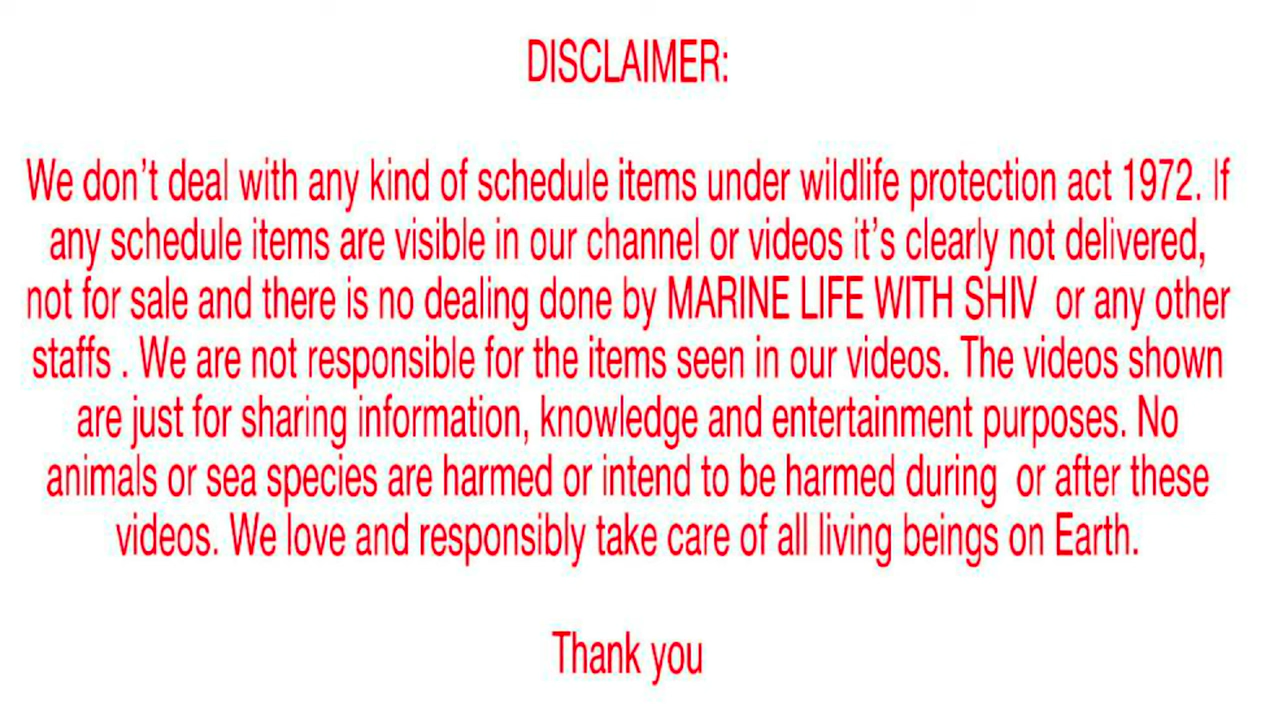 DISCLAIMER:
We don't deal with any kind of schedule items under wildlife protection act 1972. If
any schedule items are visible in our channel or videos it's clearly not delivered,
not for sale and there is no dealing done by MARINE LIFE WITH SHIV or any other
staffs . We are not responsible for the items seen in our videos. The videos shown
are just for sharing information, knowledge and entertainment purposes. No
animals or sea species are harmed or intend to be harmed during or after these
videos. We love and responsibly take care of all living beings on Earth.
Thank you